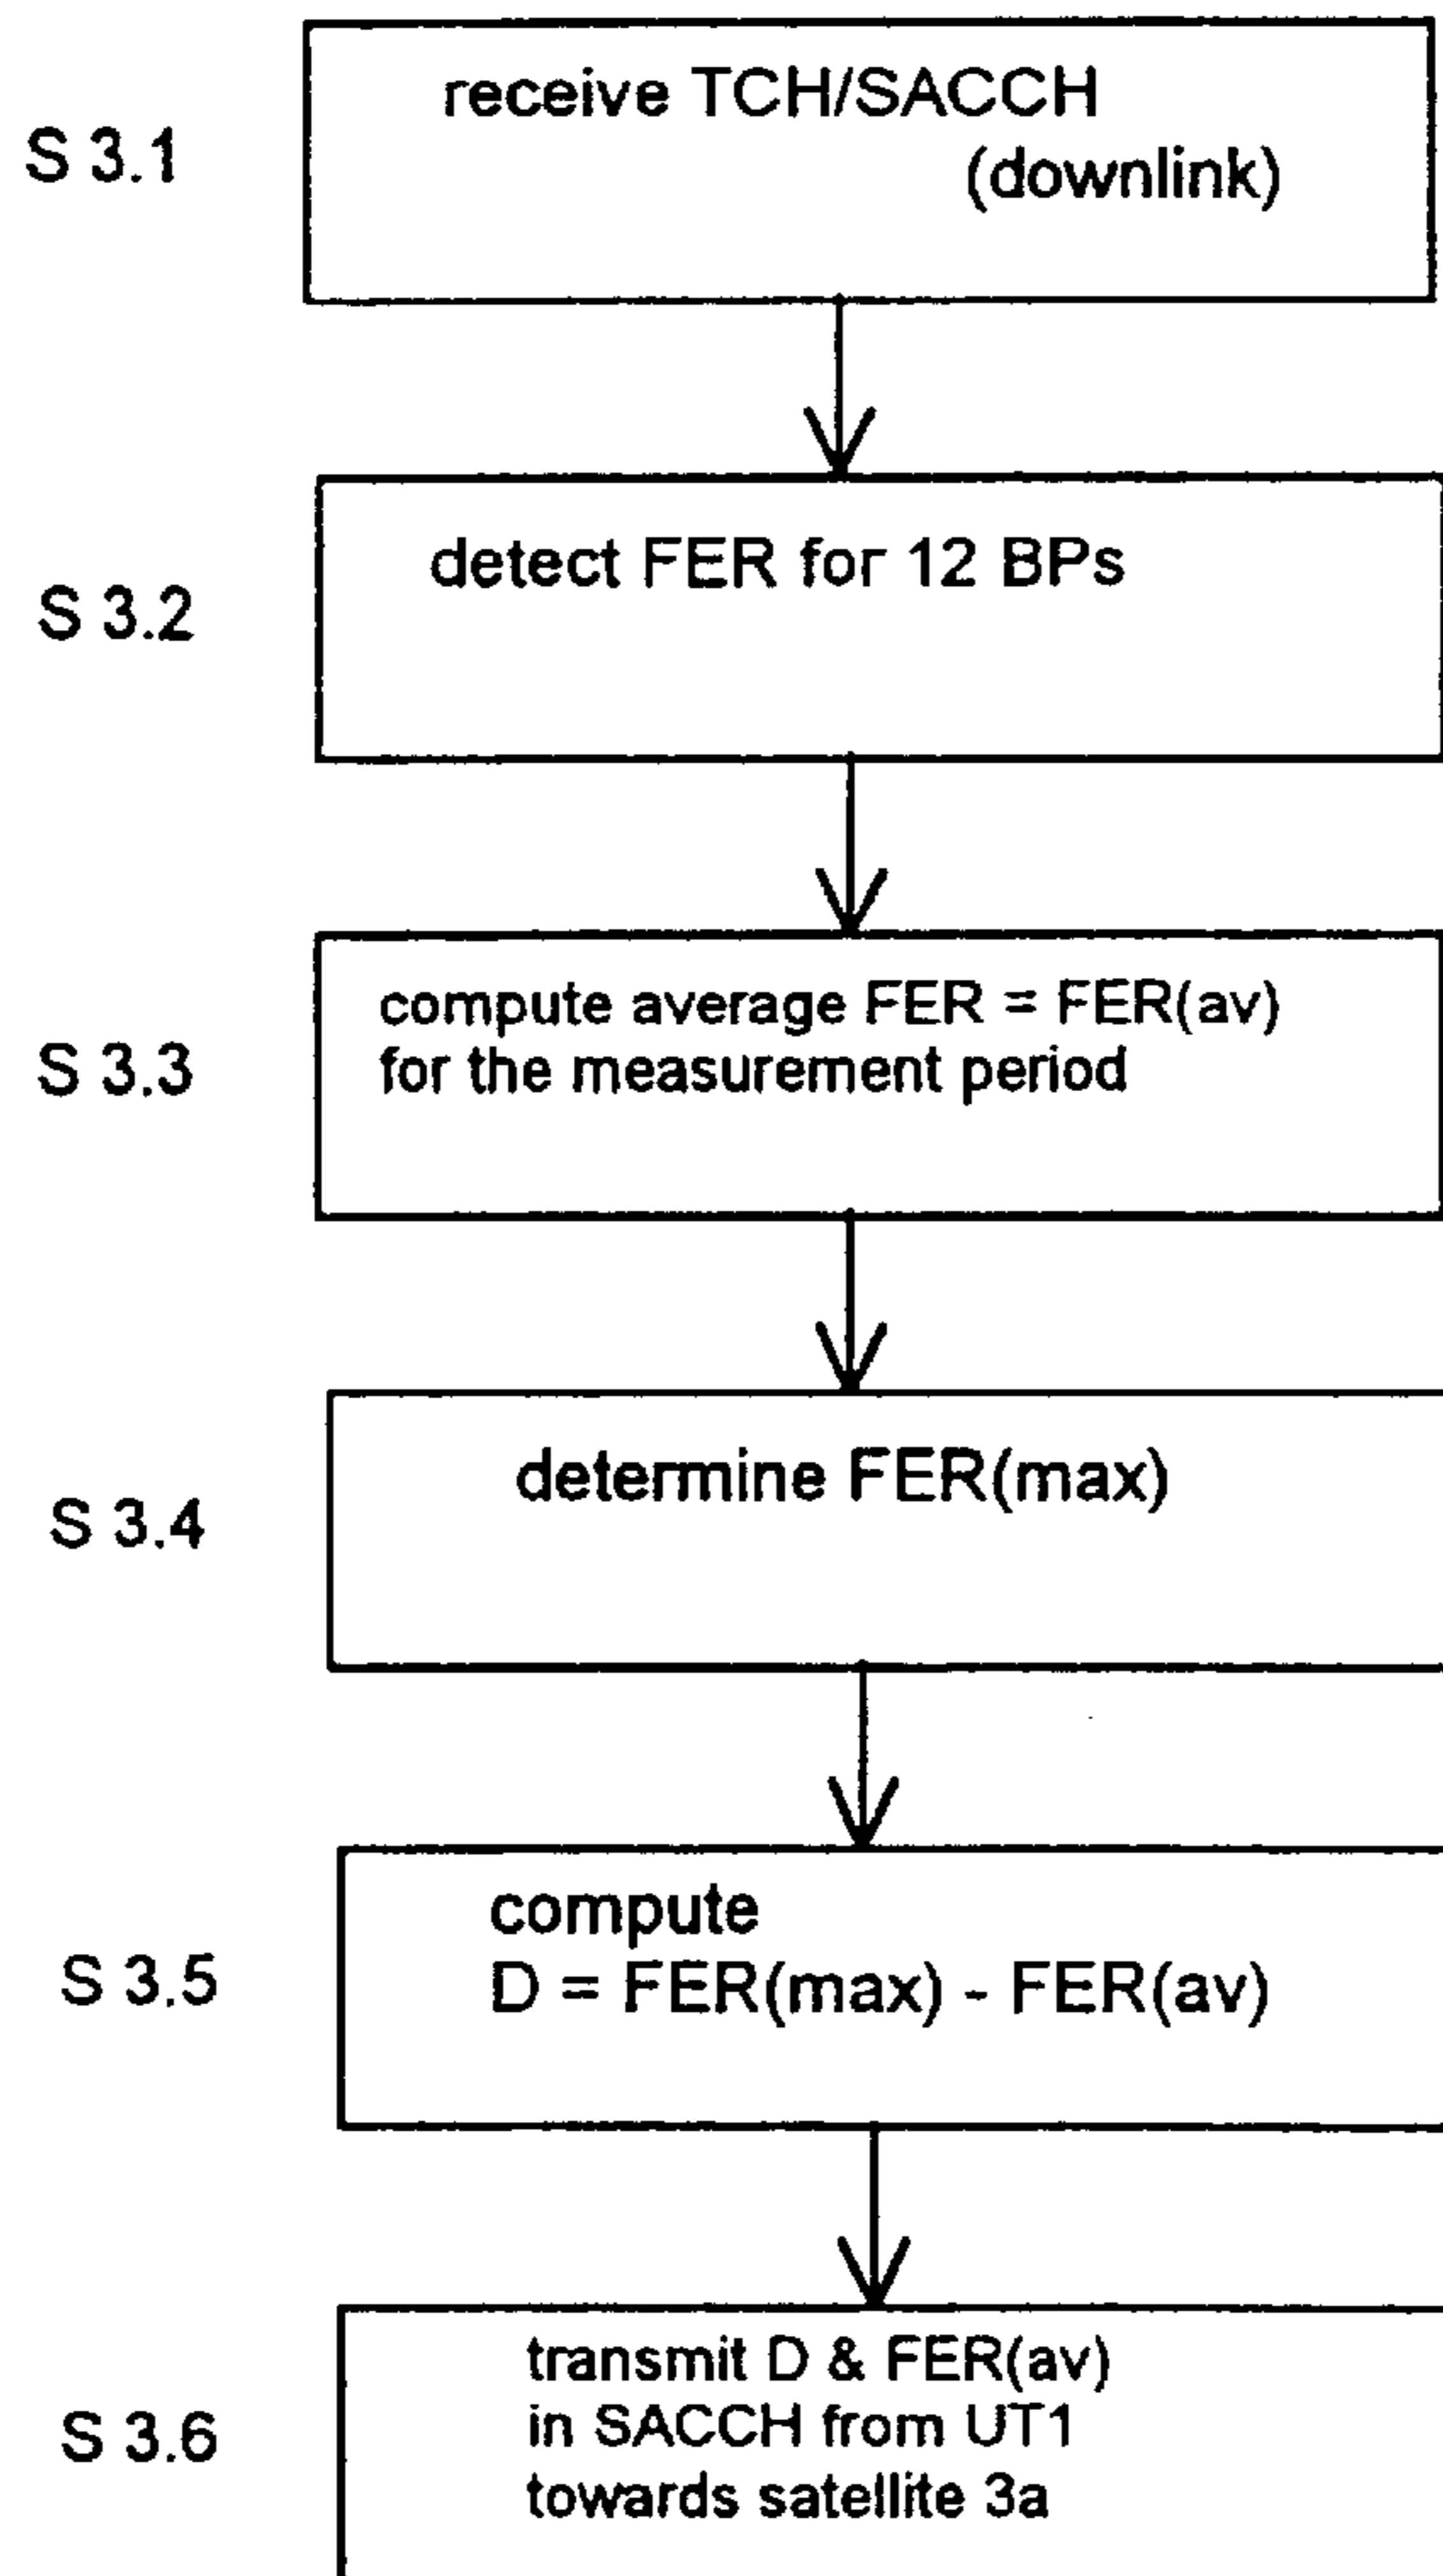 receive TCH/SACCH
S 3.1
(downlink)
detect FER for 12 BPs
S 3.2
compute average FER = FER(av)
S 3.3
for the measurement period
determine FER(max)
S 3.4
compute
S 3.5
D = FER(max) - FER(av)
transmit D & FER(av)
S 3.6
in SACCH from UT1
towards satellite 3a